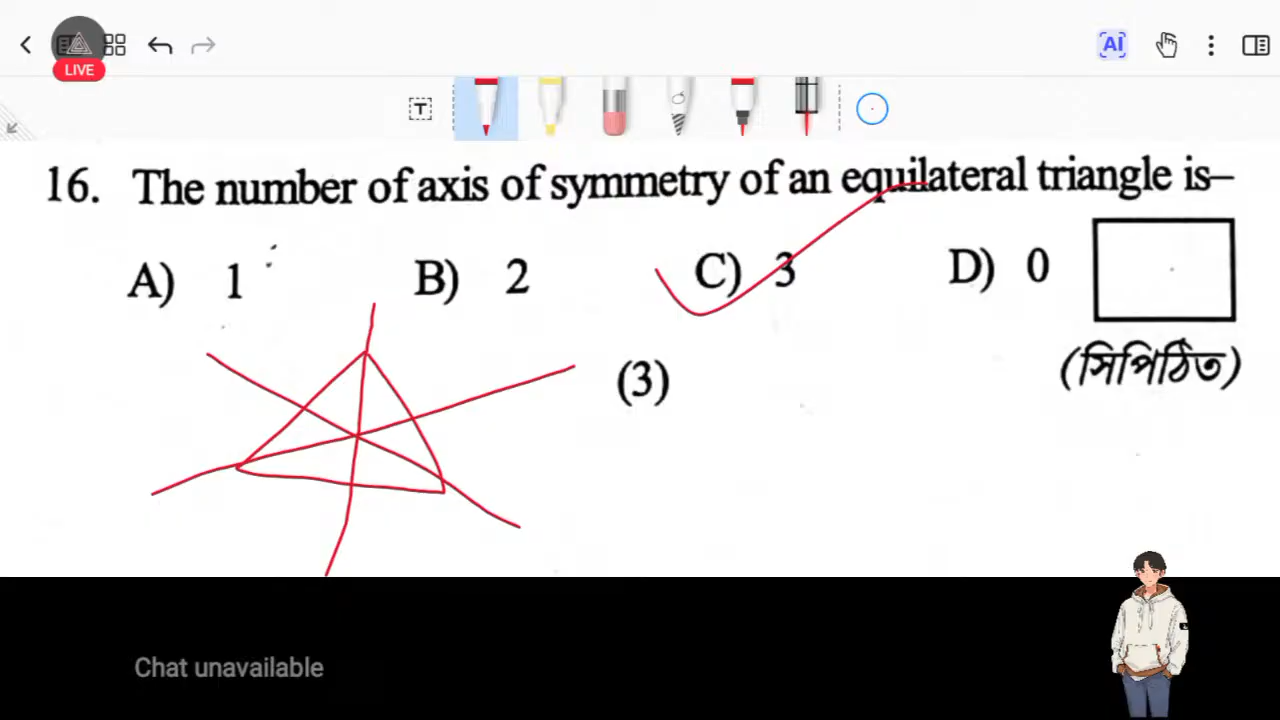 LIVE
AI
T
16. The number of axis of symmetry of an equilateral triangle is–
A) 1 B) 2 C) 3 D) 0
(3)
(সিপিঠিত)
Chat unavailable